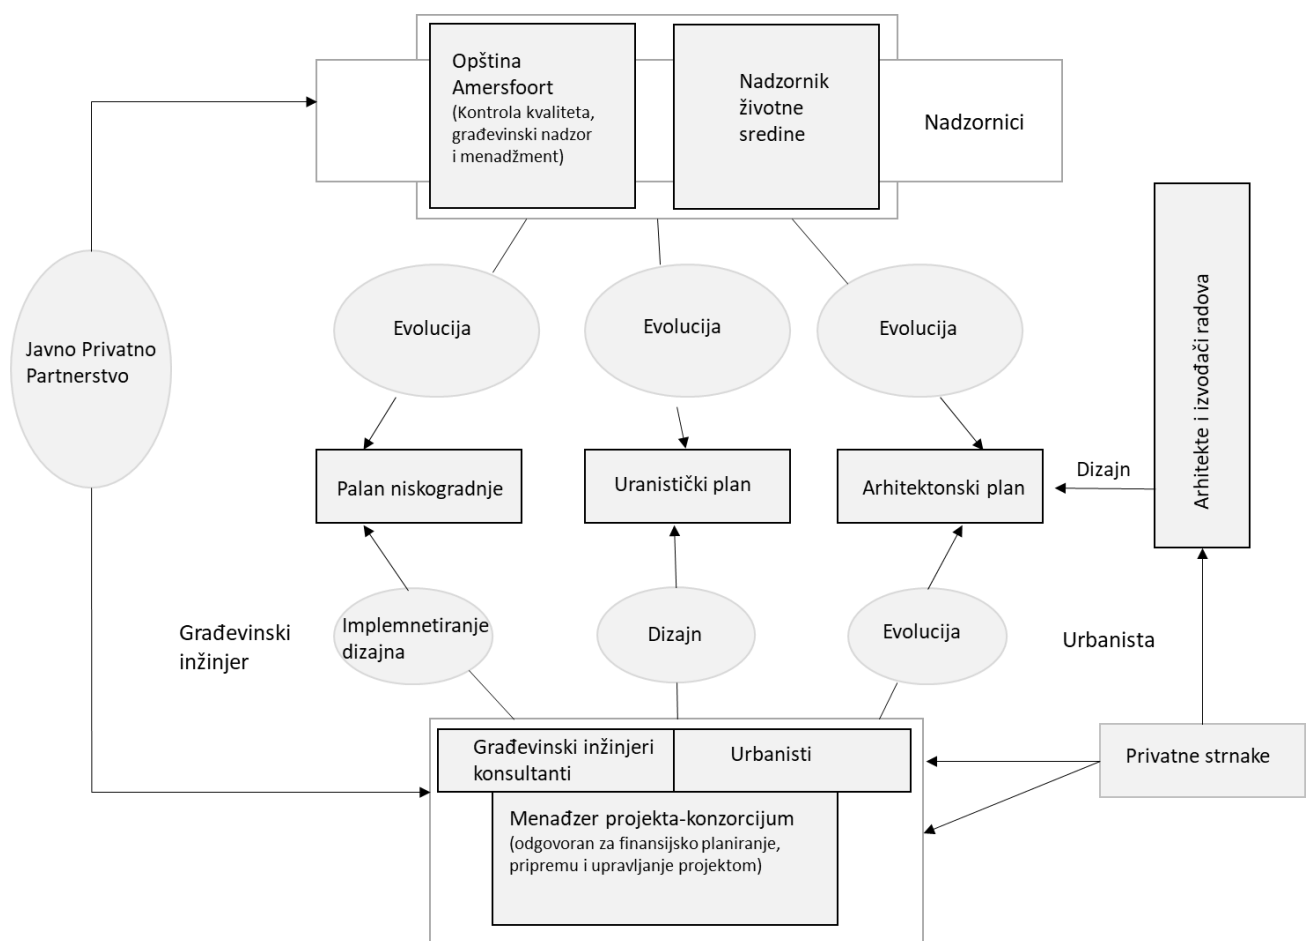 Opština
Amersfoort
(Kontrola kvaliteta,
građevinski nadzor
i menadžment)
Nadzornik
životne
sredine
Nadzornici
Javno Privatno
Partnerstvo
Evolucija
Evolucija
Evolucija
Arhitekte i izvođači radova
Palan niskogradnje
Uranistički plan
Arhitektonski plan
Dizajn
Građevinski
inžinjer
Implemnetiranje
dizajna
Dizajn
Evolucija
Urbanista
Građevinski inžinjeri
konsultanti
Urbanisti
Privatne strnake
Menađzer projekta-konzorcijum
(odgovoran za finansijsko planiranje,
pripremu i upravljanje projektom)